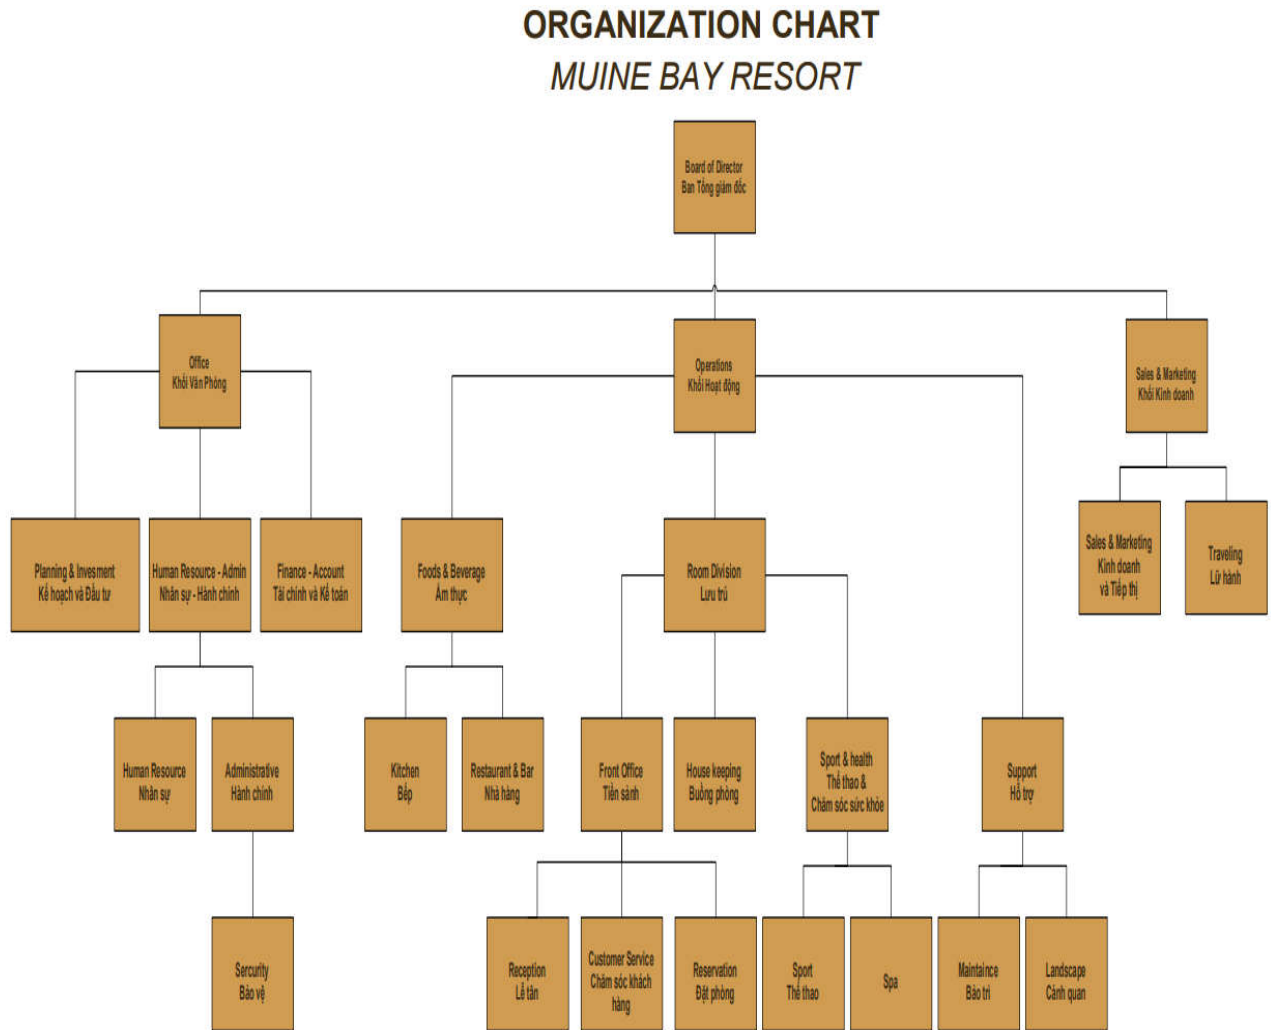 ORGANIZATION CHART
MUINE BAY RESORT
Board of Director
Ban Tổng giám đốc
Office
Khối Văn Phòng
Operations
Khối Hoạt động
Sales & Marketing
Khối Kinh doanh
Planning & Invesment
Kế hoạch và Đầu tư
Human Resource - Admin
Nhân sự - Hành chính
Finance - Account
Tài chính và Kế toán
Foods & Beverage
Ẩm thực
Room Division
Lưu trú
Sales & Marketing
Kinh doanh
và Tiếp thị
Traveling
Lữ hành
Human Resource
Nhân sự
Administrative
Hành chính
Kitchen
Bếp
Restaurant & Bar
Nhà hàng
Front Office
Tiền sảnh
House keeping
Buồng phòng
Sport & health
Thể thao &
Chăm sóc sức khỏe
Support
Hỗ trợ
Sercurity
Bảo vệ
Reception
Lễ tân
Customer Service
Chăm sóc khách
hàng
Reservation
Đặt phòng
Sport
Thể thao
Spa
Maintaince
Bảo trì
Landscape
Cảnh quan